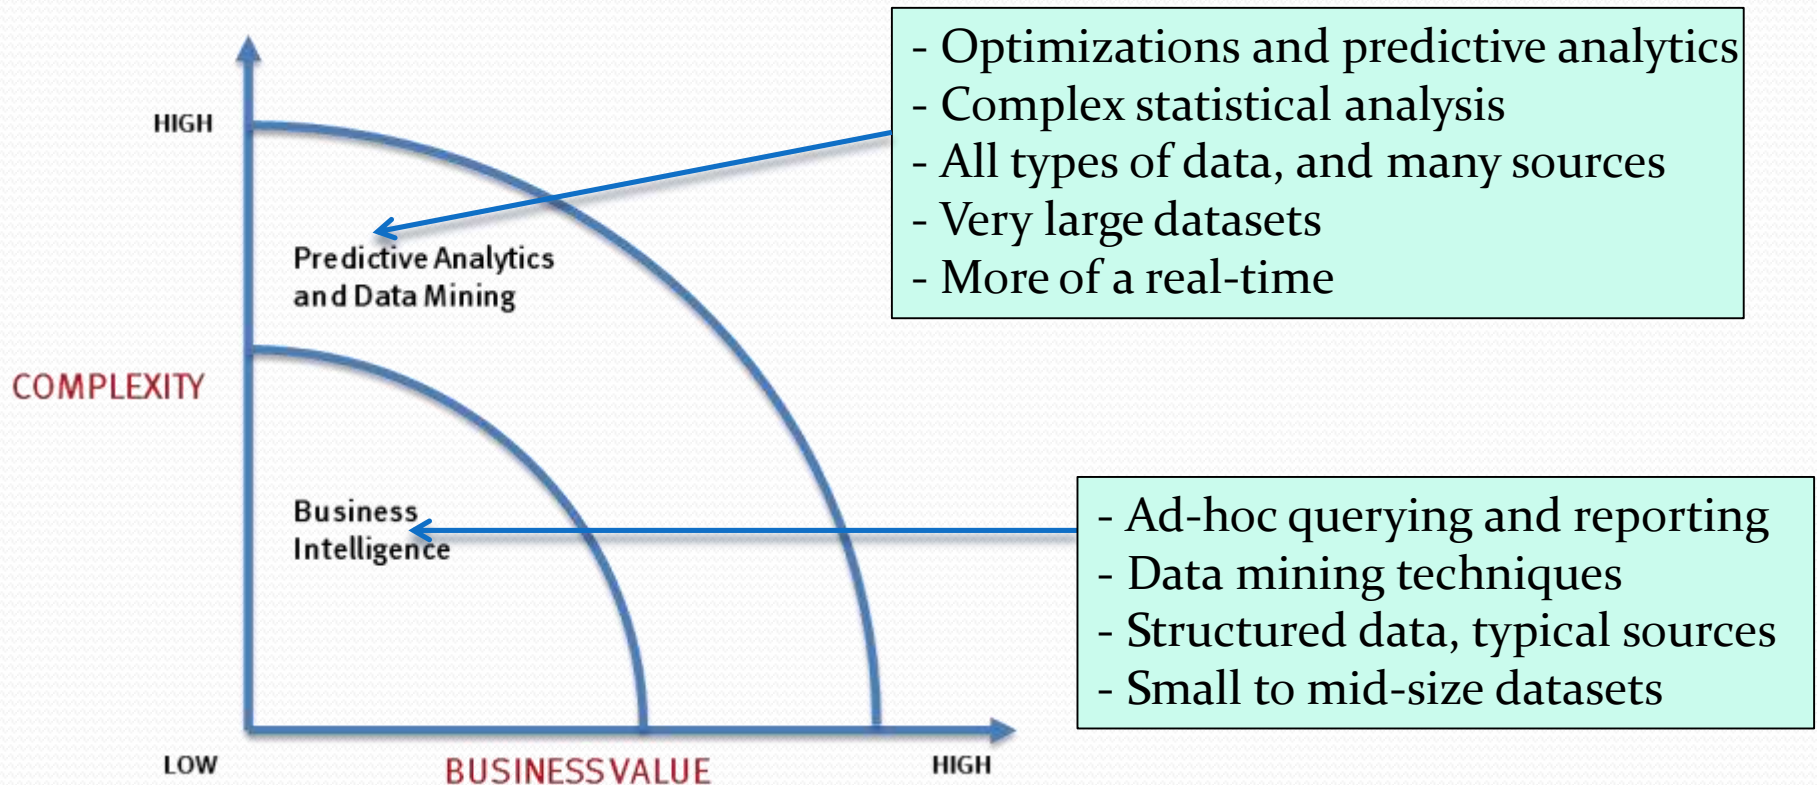 - Optimizations and predictive analytics
- Complex statistical analysis
- All types of data, and many sources
- Very large datasets
- More of a real-time
HIGH
Predictive Analytics
and Data Mining
COMPLEXITY
Business
Intelligence
- Ad-hoc querying and reporting
- Data mining techniques
- Structured data, typical sources
- Small to mid-size datasets
LOW
BUSINESS VALUE
HIGH